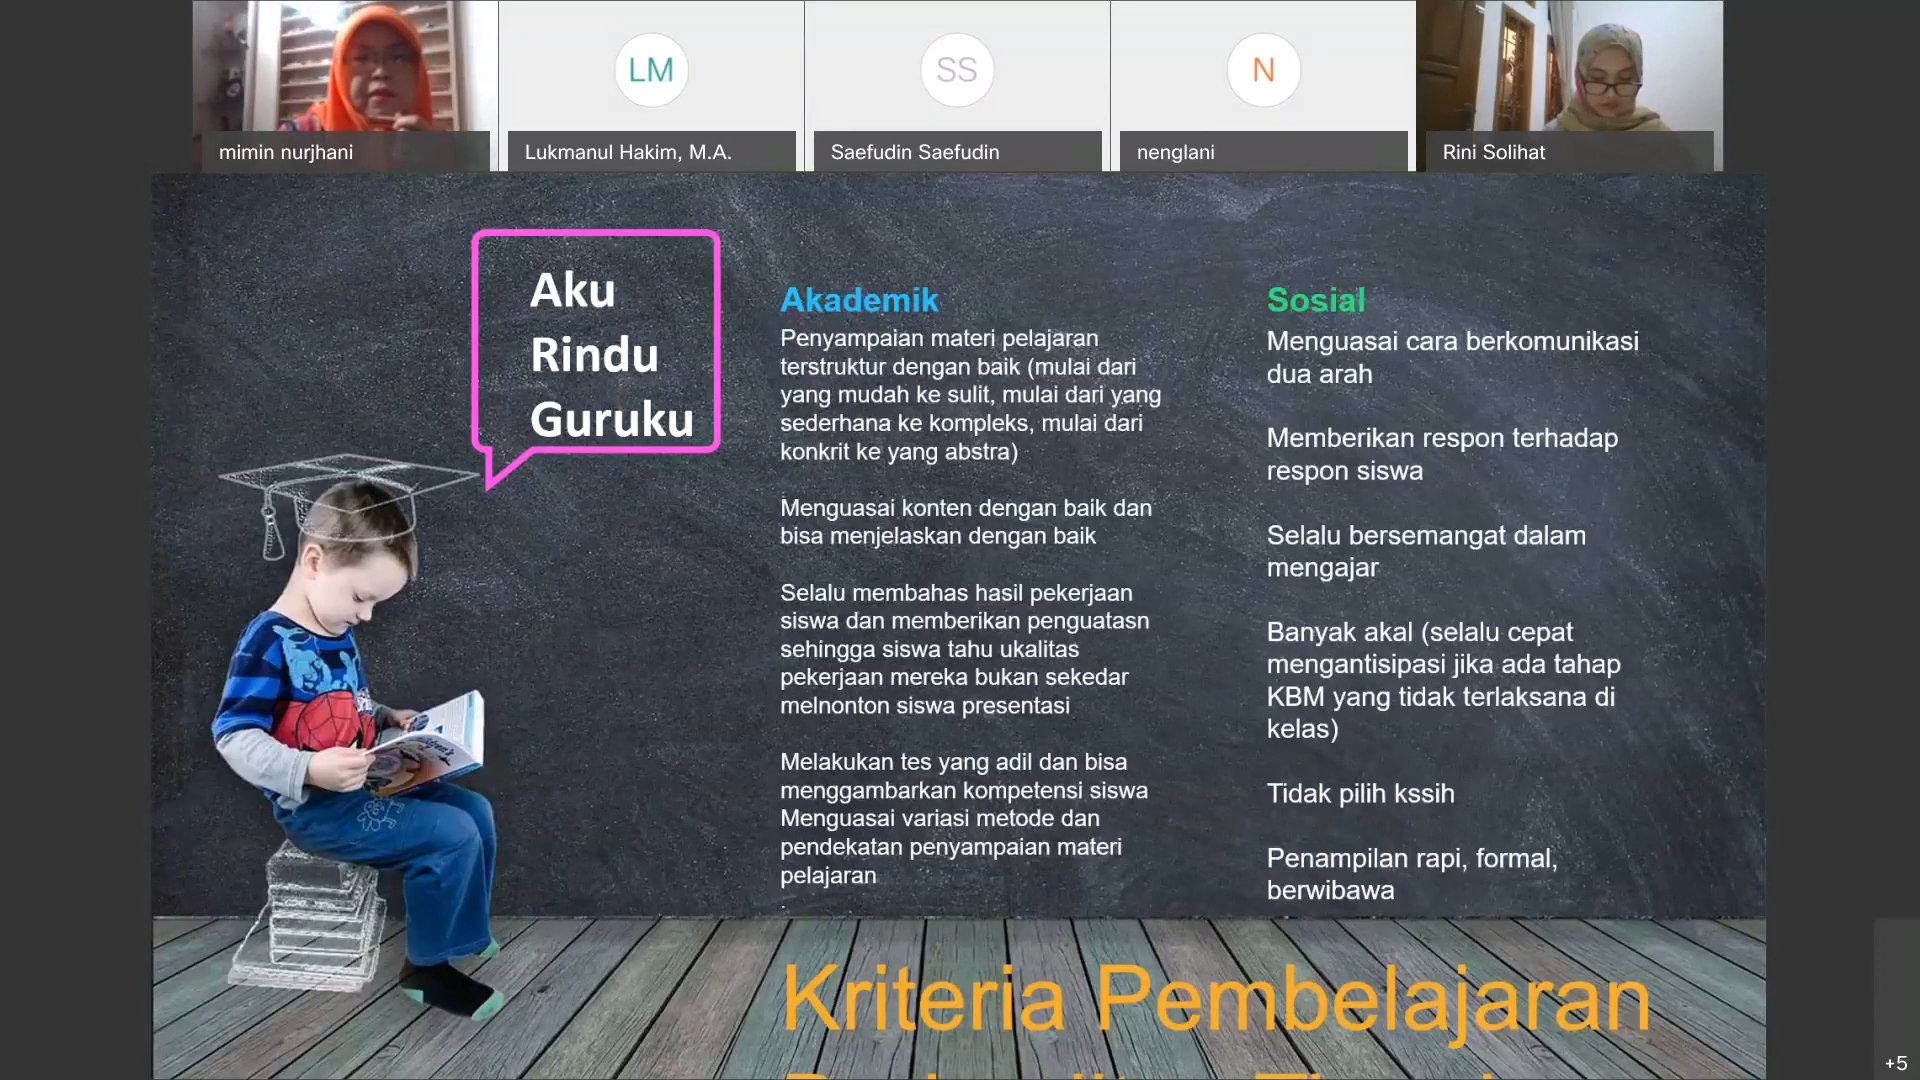 LM
SS
N
mimin nurjhani
Lukmanul Hakim, M.A.
Saefudin Saefudin
nenglani
Rini Solihat
Aku
Rindu
Guruku
Akademik
Penyampaian materi pelajaran
terstruktur dengan baik (mulai dari
yang mudah ke sulit, mulai dari yang
sederhana ke kompleks, mulai dari
konkrit ke yang abstra)
Menguasai konten dengan baik dan
bisa menjelaskan dengan baik
Selalu membahas hasil pekerjaan
siswa dan memberikan penguatasn
sehingga siswa tahu ukalitas
pekerjaan mereka bukan sekedar
melnonton siswa presentasi
Melakukan tes yang adil dan bisa
menggambarkan kompetensi siswa
Menguasai variasi metode dan
pendekatan penyampaian materi
pelajaran
.
Sosial
Menguasai cara berkomunikasi
dua arah
Memberikan respon terhadap
respon siswa
Selalu bersemangat dalam
mengajar
Banyak akal (selalu cepat
mengantisipasi jika ada tahap
KBM yang tidak terlaksana di
kelas)
Tidak pilih kssih
Penampilan rapi, formal,
berwibawa
Kriteria Pembelajaran
+5